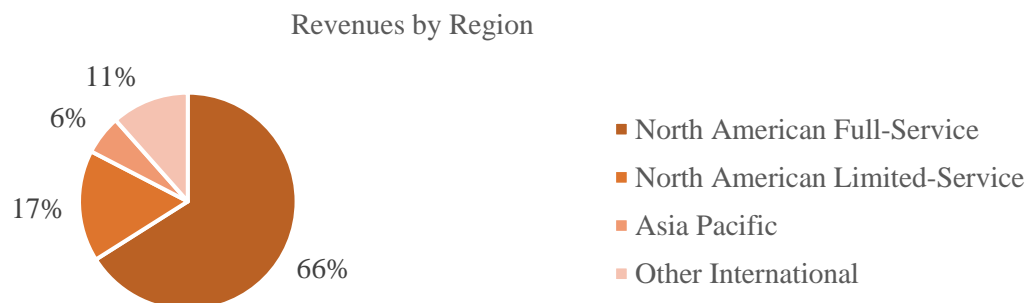 Revenues by Region
11%
6%
17%
66%
North American Full-Service
North American Limited-Service
Asia Pacific
Other International